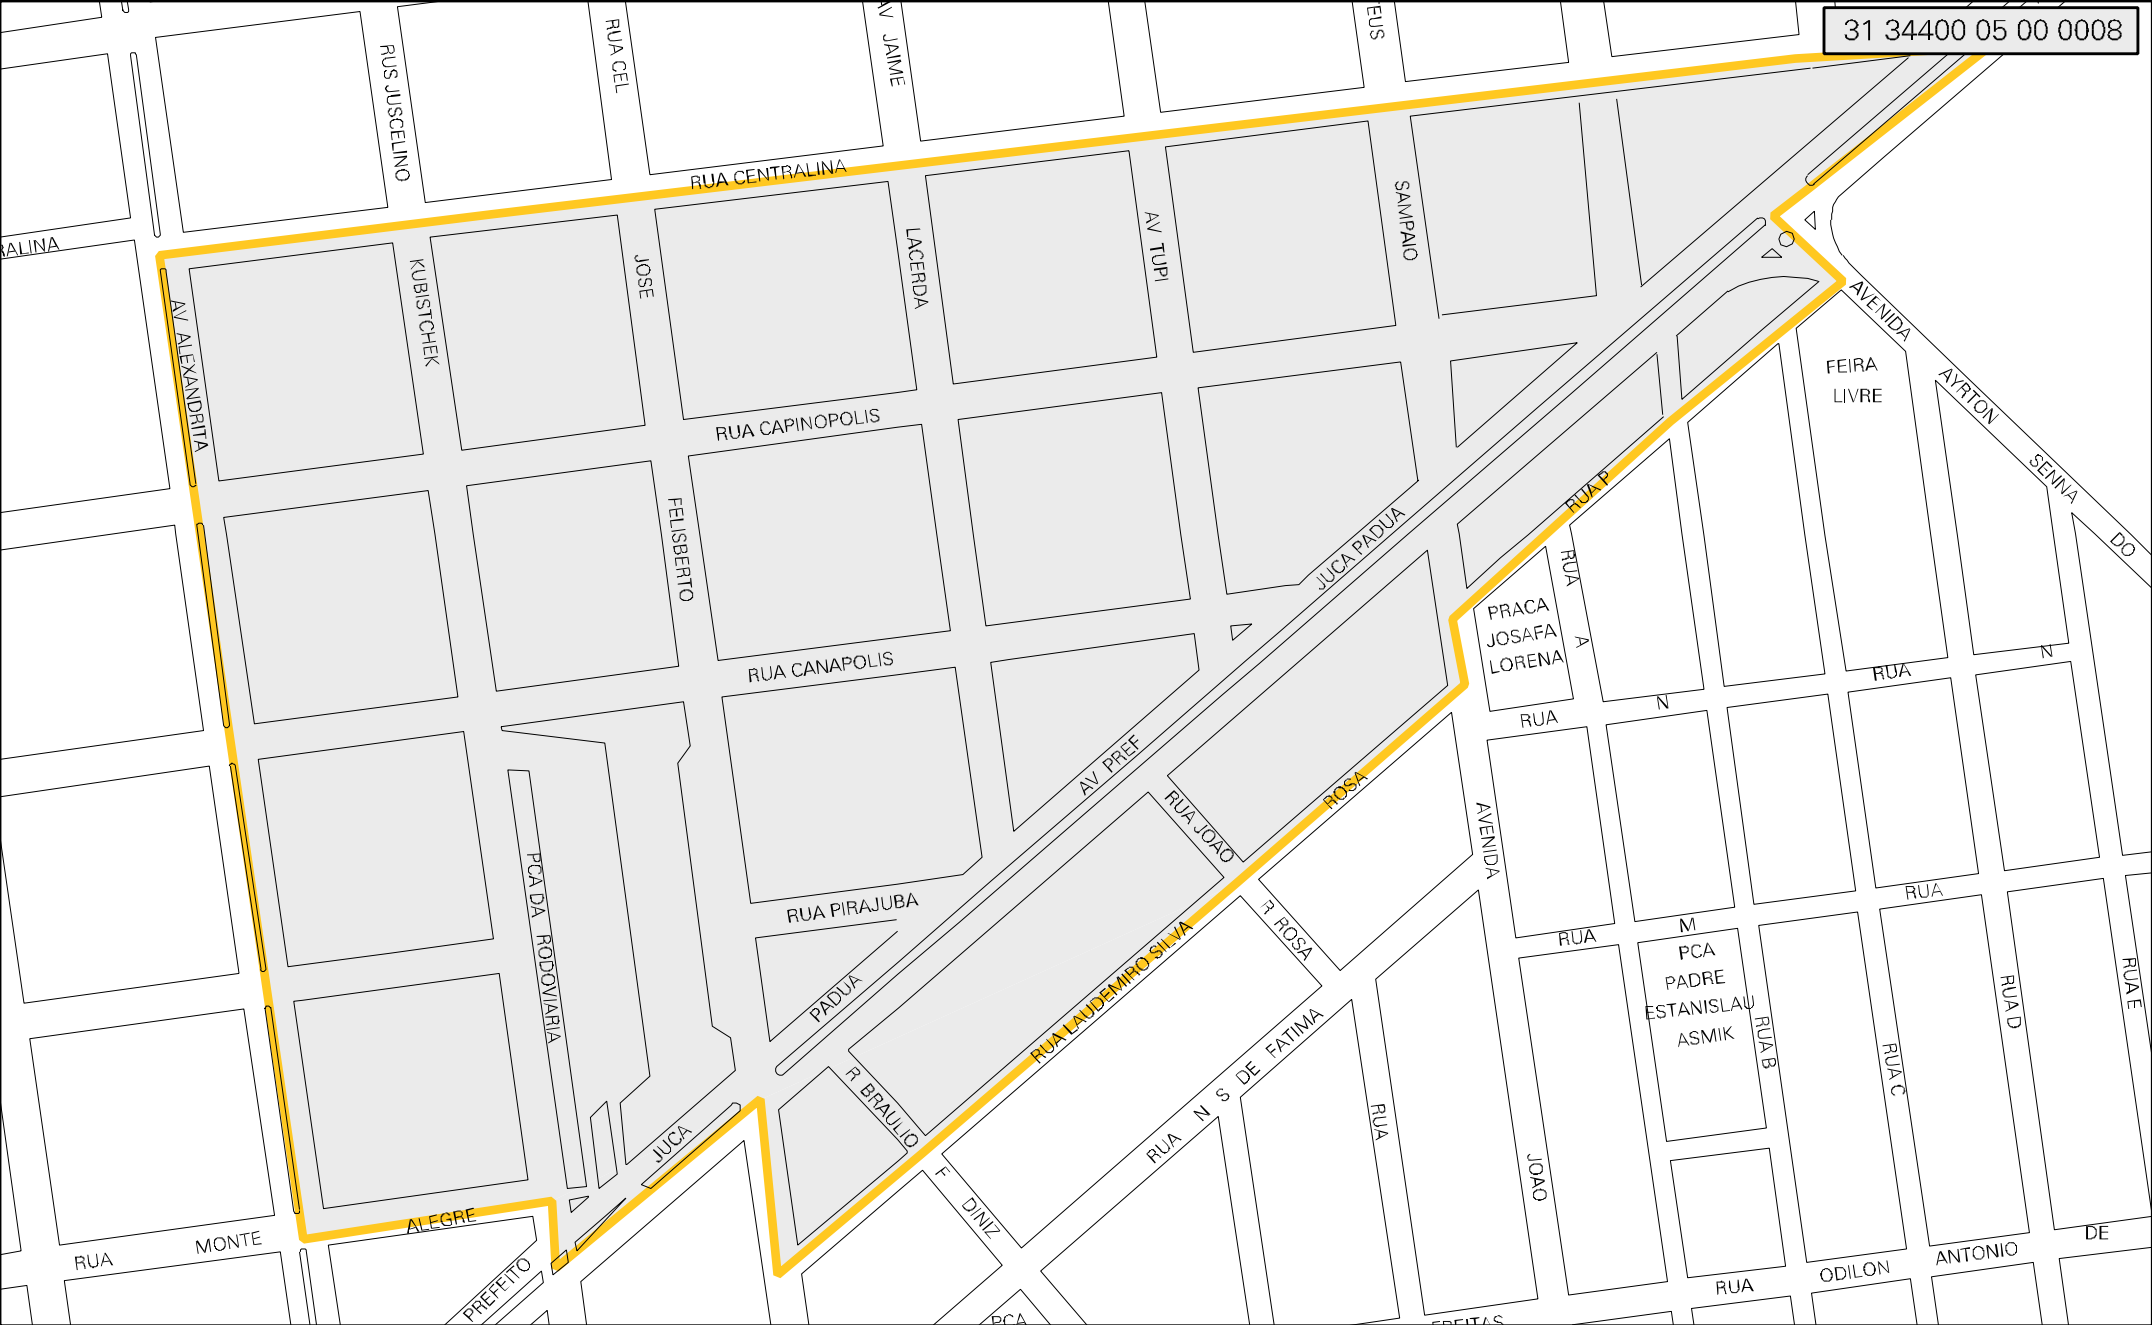 31 34400 05 00 0008
RUS JUSCELINO
RUA CEL
AV JAIME
EUS
RUA CENTRALINA
RALINA
AV ALEXANDRITA
KUBISTCHEK
JOSE
LACERDA
AV TUPI
SAMPAIO
AVENIDA
AYRTON
SENNA
DO
FEIRA
LIVRE
RUA CAPINOPOLIS
FELISBERTO
RUA P
JUCA PADUA
RUA
A
PRACA
JOSAFA
LORENA
RUA CANAPOLIS
RUA
N
RUA
N
AV PREF
ROSA
RUA JOAO
AVENIDA
PCA DA RODOVIARIA
RUA PIRAJUBA
R ROSA
RUA
M
RUA
PCA
PADRE
ESTANISLAU
ASMIK
RUA LAUDEMIRO SILVA
PADUA
RUA D
RUA E
RUA B
RUA C
RUA N S DE FATIMA
R BRAULIO
JUCA
RUA
JOAO
F DINIZ
ALEGRE
MONTE
RUA
PREFEITO
RUA
ODILON
ANTONIO
DE
PCA
FREITAS